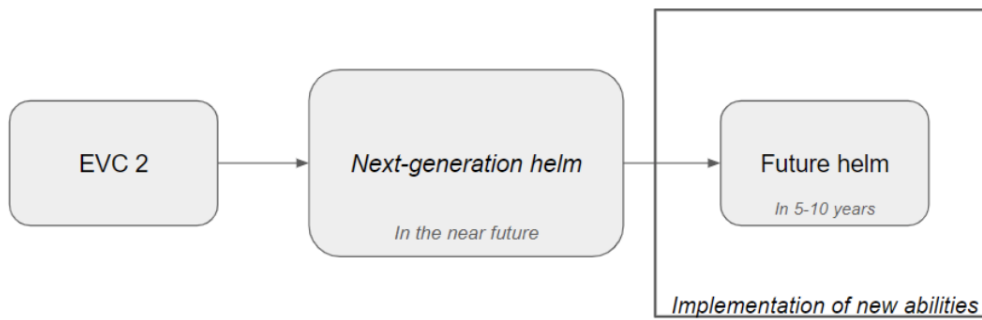 EVC 2
Next-generation helm
In the near future
Future helm
In 5-10 years
Implementation of new abilities